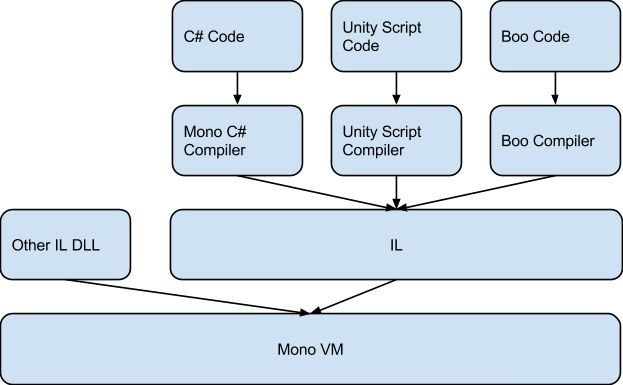 C# Code
Unity Script
Code
Boo Code
Mono C#
Compiler
Unity Script
Compiler
Boo Compiler
Other IL DLL
IL
Mono VM